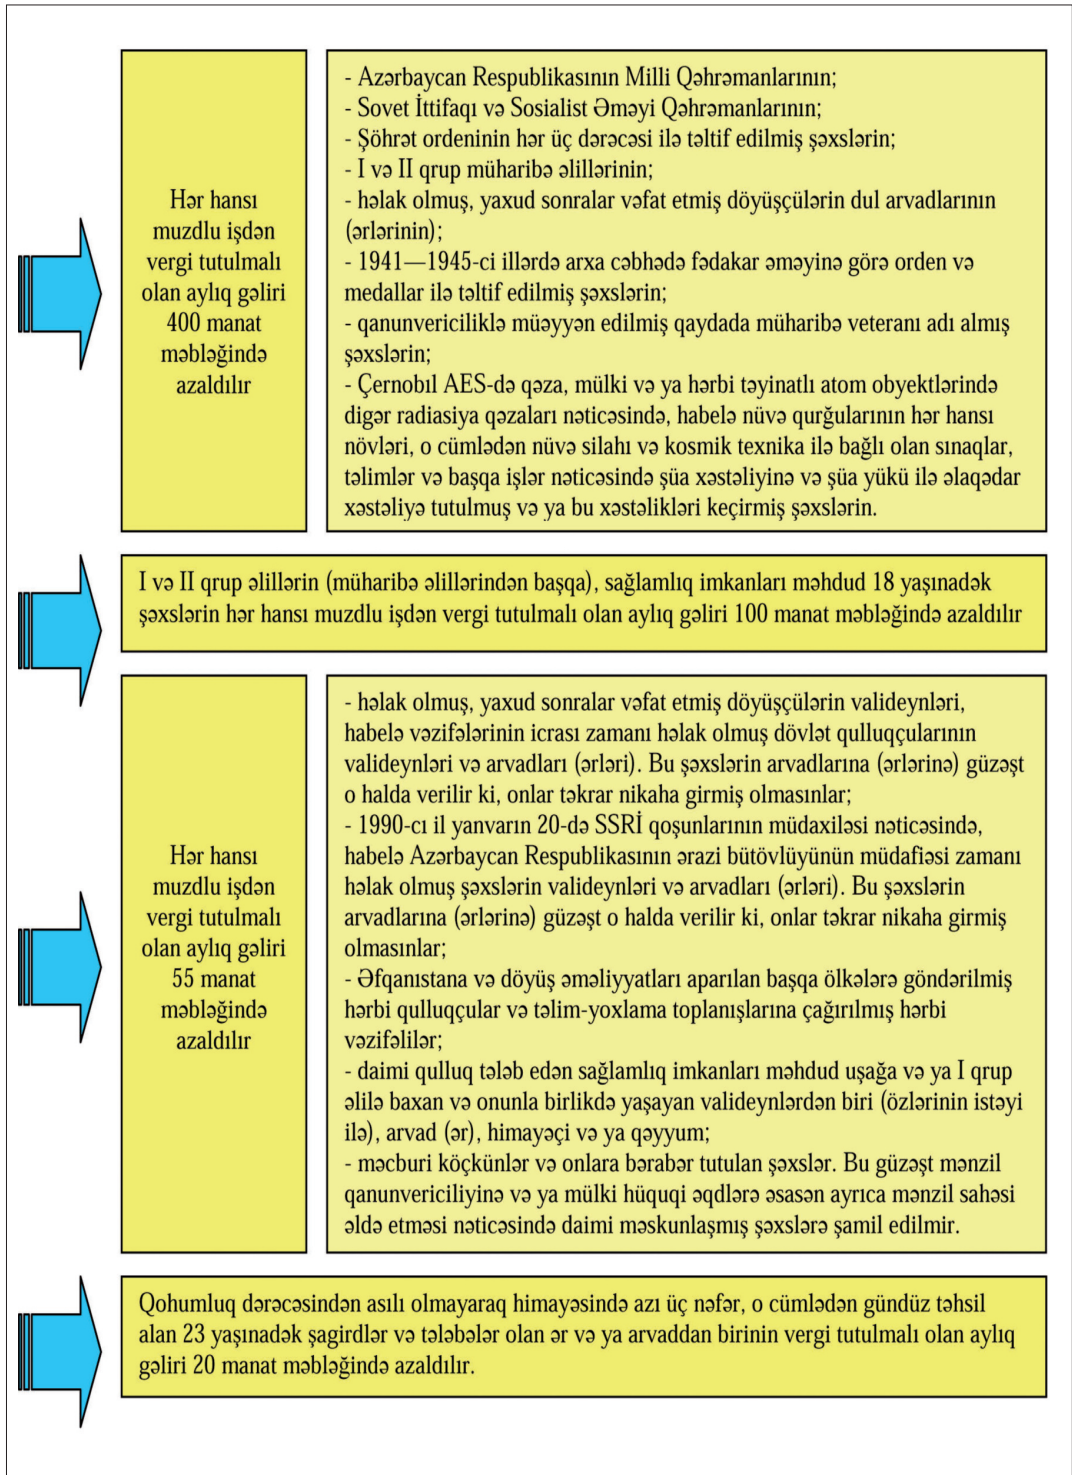 Hər hansı
muzdlu işdən
vergi tutulmalı
olan aylıq gəliri
400 manat
məbləğində
azaldılır
- Azərbaycan Respublikasının Milli Qəhrəmanlarının;
- Sovet İttifaqı və Sosialist Əməyi Qəhrəmanlarının;
- Şöhrət ordeninin hər üç dərəcəsi ilə təltif edilmiş şəxslərin;
- I və II qrup müharibə əlillərinin;
- həlak olmuş, yaxud sonralar vəfat etmiş döyüşçülərin dul arvadlarının
(ərlərinin);
- 1941—1945-ci illərdə arxa cəbhədə fədakar əməyinə görə orden və
medallar ilə təltif edilmiş şəxslərin;
- qanunvericiliklə müəyyən edilmiş qaydada müharibə veteranı adı almış
şəxslərin;
- Çernobıl AES-də qəza, mülki və ya hərbi təyinatlı atom obyektlərində
digər radiasiya qəzaları nəticəsində, habelə nüvə qurğularının hər hansı
növləri, o cümlədən nüvə silahı və kosmik texnika ilə bağlı olan sınaqlar,
təlimlər və başqa işlər nəticəsində şüa xəstəliyinə və şüa yükü ilə əlaqədar
xəstəliyə tutulmuş və ya bu xəstəlikləri keçirmiş şəxslərin.
I və II qrup əlillərin (müharibə əlillərindən başqa), sağlamlıq imkanları məhdud 18 yaşınadək
şəxslərin hər hansı muzdlu işdən vergi tutulmalı olan aylıq gəliri 100 manat məbləğində azaldılır
Hər hansı
muzdlu işdən
vergi tutulmalı
olan aylıq gəliri
55 manat
məbləğində
azaldılır
- həlak olmuş, yaxud sonralar vəfat etmiş döyüşçülərin valideynləri,
habelə vəzifələrinin icrası zamanı həlak olmuş dövlət qulluqçularının
valideynləri və arvadları (ərləri). Bu şəxslərin arvadlarına (ərlərinə) güzəşt
o halda verilir ki, onlar təkrar nikaha girmiş olmasınlar;
- 1990-cı il yanvarın 20-də SSRİ qoşunlarının müdaxiləsi nəticəsində,
habelə Azərbaycan Respublikasının ərazi bütövlüyünün müdafiəsi zamanı
həlak olmuş şəxslərin valideynləri və arvadları (ərləri). Bu şəxslərin
arvadlarına (ərlərinə) güzəşt o halda verilir ki, onlar təkrar nikaha girmiş
olmasınlar;
- Əfqanıstana və döyüş əməliyyatları aparılan başqa ölkələrə göndərilmiş
hərbi qulluqçular və təlim-yoxlama toplanışlarına çağırılmış hərbi
vəzifəlilər;
- daimi qulluq tələb edən sağlamlıq imkanları məhdud uşağa və ya I qrup
əlilə baxan və onunla birlikdə yaşayan valideynlərdən biri (özlərinin istəyi
ilə), arvad (ər), himayəçi və ya qəyyum;
- məcburi köçkünlər və onlara bərabər tutulan şəxslər. Bu güzəşt mənzil
qanunvericiliyinə və ya mülki hüquqi əqdlərə əsasən ayrıca mənzil sahəsi
əldə etməsi nəticəsində daimi məskunlaşmış şəxslərə şamil edilmir.
Qohumluq dərəcəsindən asılı olmayaraq himayəsində azı üç nəfər, o cümlədən gündüz təhsil
alan 23 yaşınadək şagirdlər və tələbələr olan ər və ya arvaddan birinin vergi tutulmalı olan aylıq
gəliri 20 manat məbləğində azaldılır.